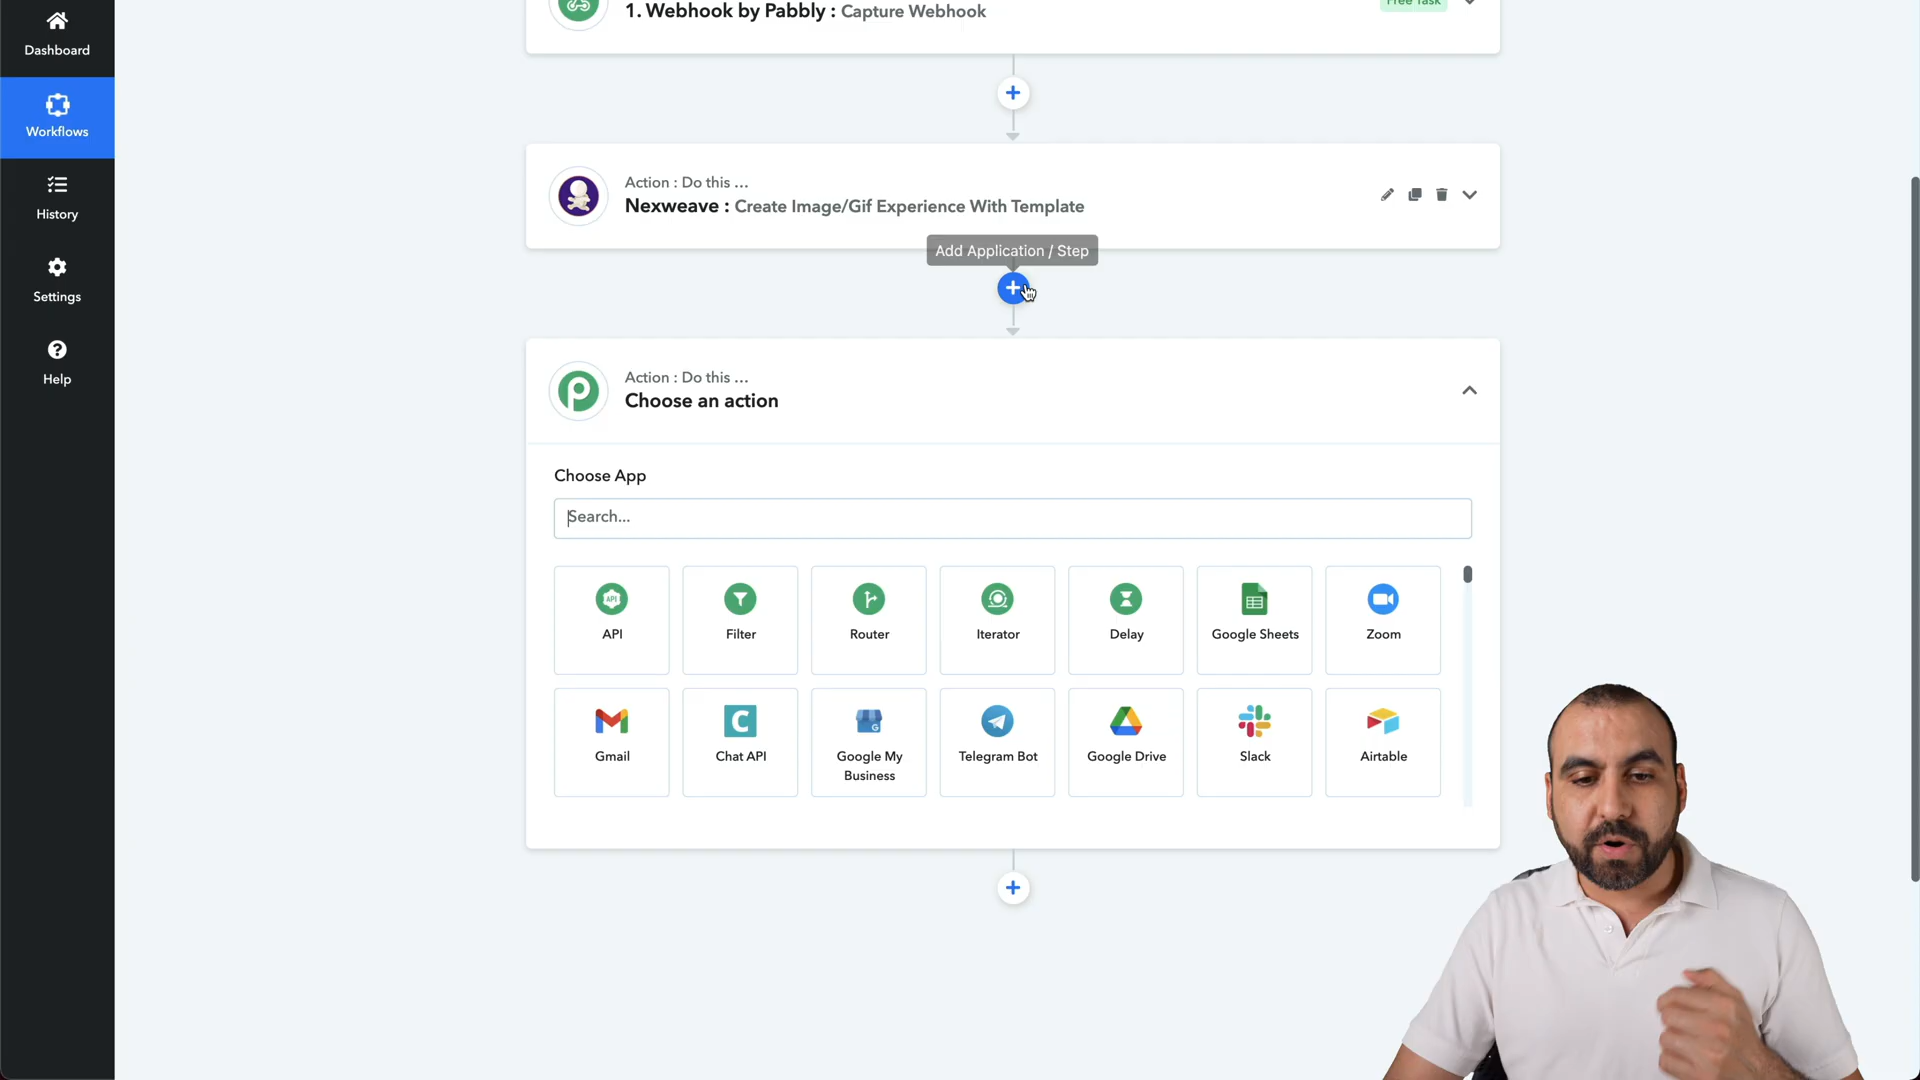 Dashboard
Workflows
History
Settings
Help
1. Webhook by Pabbly : Capture Webhook
Free Task
Action : Do this ...
Nexweave : Create Image/Gif Experience With Template
Add Application / Step
Action : Do this ...
Choose an action
Choose App
Search...
API
Filter
Router
Iterator
Delay
Google Sheets
Zoom
Gmail
Chat API
Google My
Business
Telegram Bot
Google Drive
Slack
Airtable